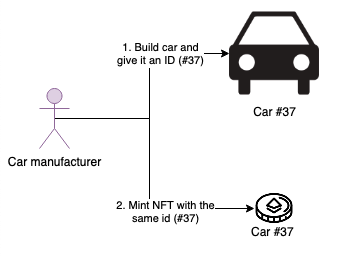 1. Build car and
give it an ID (#37)
Car #37
Car manufacturer
2. Mint NFT with the
same id (#37)
Car #37